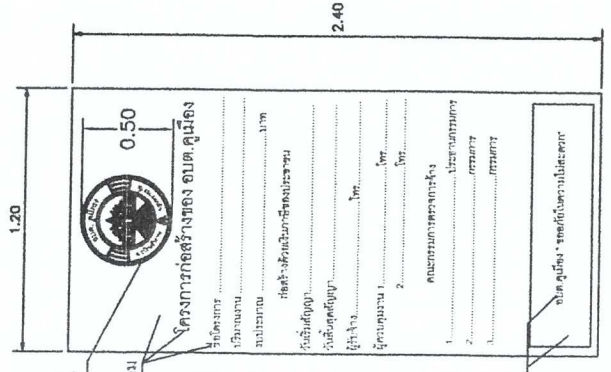 1.20
2.40
0.50
โครงการก่อสร้างของ อบต.คูเมือง
ชื่อโครงการ
ปริมาณงาน
งบประมาณ บาท
ก่อสร้างด้วยเงินภาษีของประชาชน
วันเริ่มสัญญา
วันสิ้นสุดสัญญา
ผู้รับจ้าง โทร.
ผู้ควบคุมงาน 1. โทร.
2. โทร.
คณะกรรมการตรวจการจ้าง
1. ประธานกรรมการ
2. กรรมการ
3. กรรมการ
อบต.คูเมือง " ขออภัยในความไม่สะดวก"